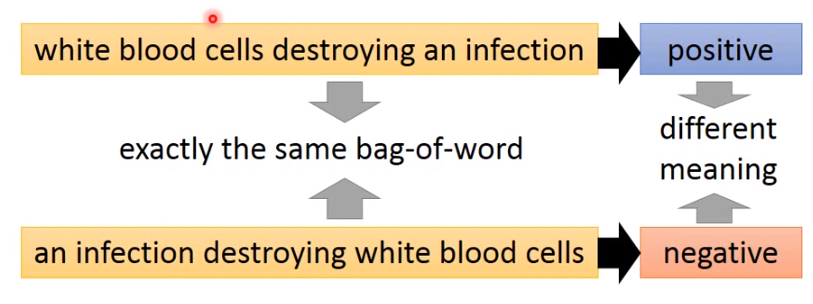 white blood cells destroying an infection
positive
exactly the same bag-of-word
different
meaning
an infection destroying white blood cells
negative